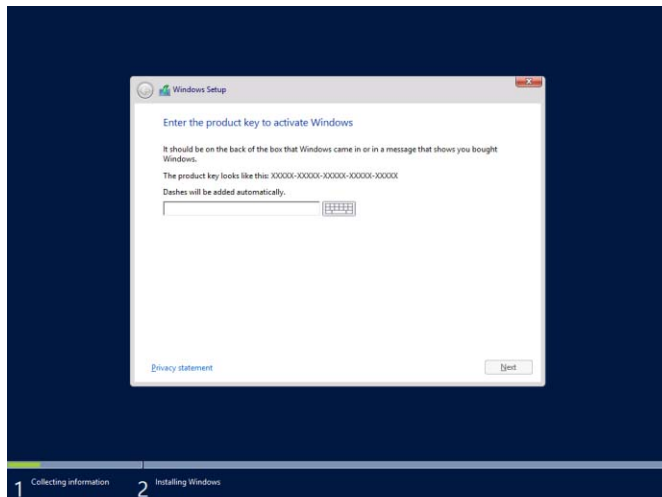 Windows Setup
Enter the product key to activate Windows
It should be on the back of the box that Windows came in or in a message that shows you bought
Windows.
The product key looks like this: XXXXX-XXXXX-XXXXX-XXXXX-XXXXX
Dashes will be added automatically.
Privacy statement
Next
1 Collecting information
2 Installing Windows